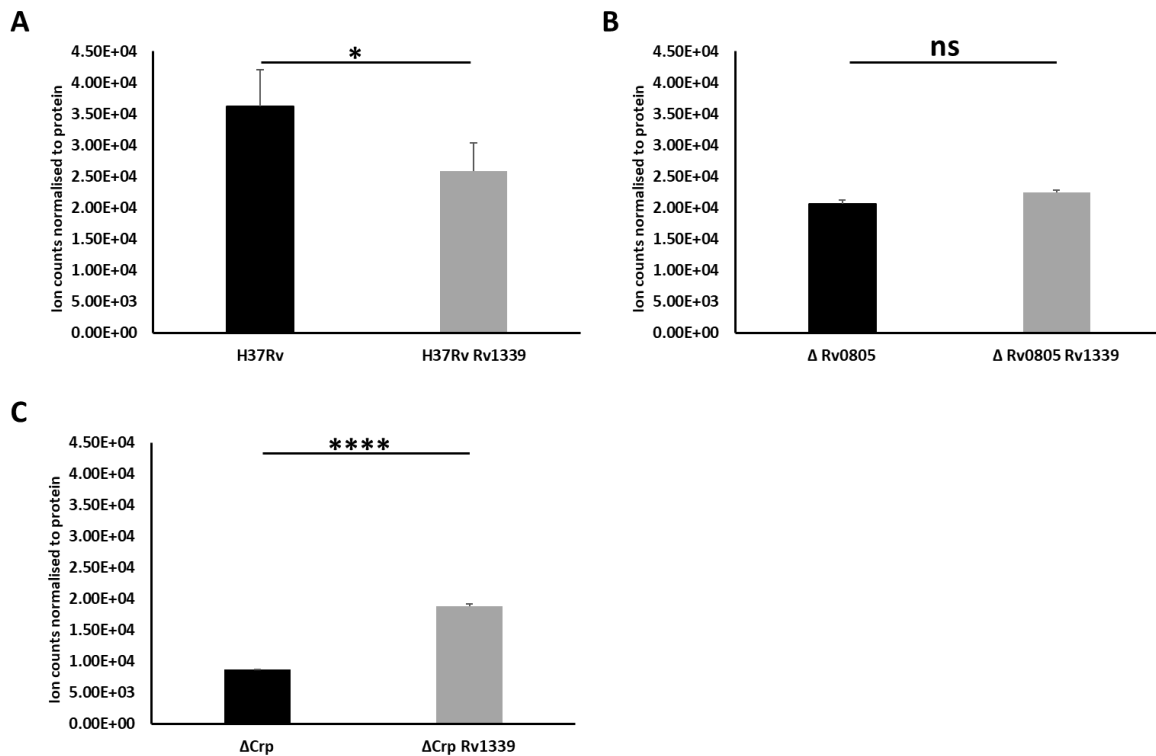 A
Ion counts normalised to protein
4.50E+04
4.00E+04
3.50E+04
3.00E+04
2.50E+04
2.00E+04
1.50E+04
1.00E+04
5.00E+03
0.00E+00
*
H37Rv
H37Rv Rv1339
B
Ion counts normalised to protein
4.50E+04
4.00E+04
3.50E+04
3.00E+04
2.50E+04
2.00E+04
1.50E+04
1.00E+04
5.00E+03
0.00E+00
ns
Δ Rv0805
Δ Rv0805 Rv1339
C
Ion counts normalised to protein
4.50E+04
4.00E+04
3.50E+04
3.00E+04
2.50E+04
2.00E+04
1.50E+04
1.00E+04
5.00E+03
0.00E+00
****
ΔCrp
ΔCrp Rv1339